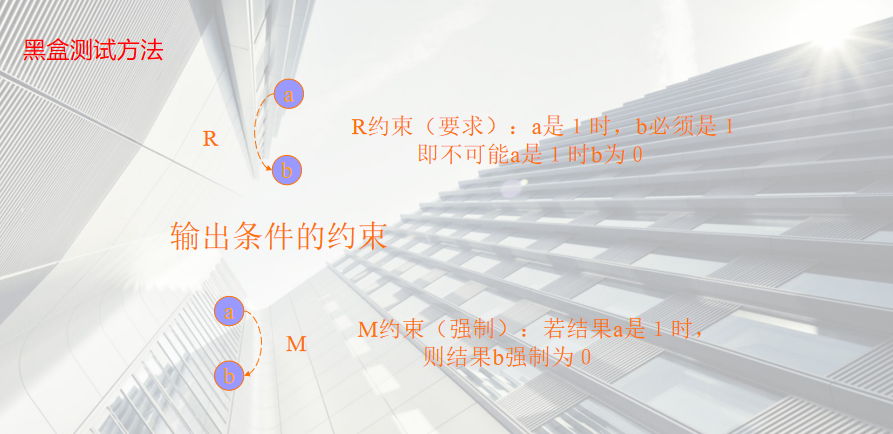 黑盒测试方法
a
R
b
R约束（要求）：a是 1 时，b必须是 1
即不可能a是 1 时b为 0
输出条件的约束
a
M
b
M约束（强制）：若结果a是 1 时，
则结果b强制为 0